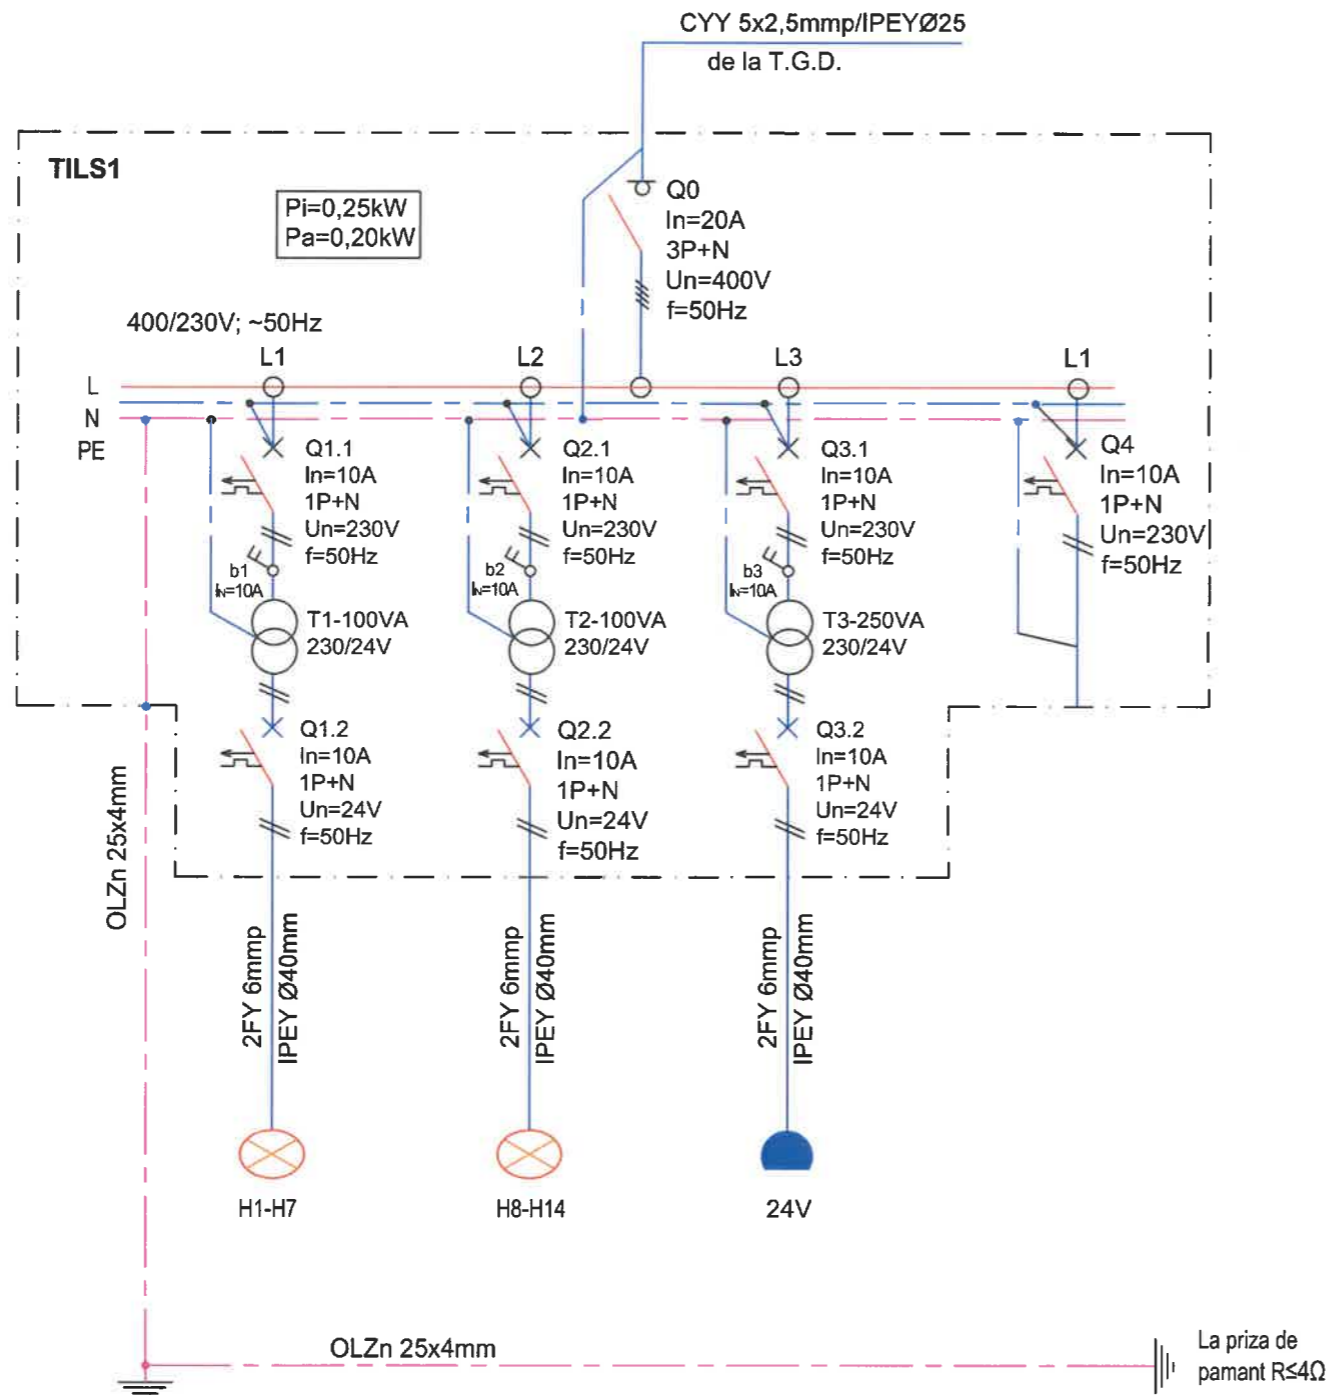 CYY 5x2,5mmp/IPEYØ25
de la T.G.D.
TILS1
Pi=0,25kW
Pa=0,20kW
Q0
In=20A
3P+N
Un=400V
f=50Hz
400/230V; ~50Hz
L1
L2
L3
L1
L
N
PE
Q1.1
In=10A
1P+N
Un=230V
f=50Hz
b1
IN=10A
T1-100VA
230/24V
Q1.2
In=10A
1P+N
Un=24V
f=50Hz
Q2.1
In=10A
1P+N
Un=230V
f=50Hz
b2
IN=10A
T2-100VA
230/24V
Q2.2
In=10A
1P+N
Un=24V
f=50Hz
Q3.1
In=10A
1P+N
Un=230V
f=50Hz
b3
IN=10A
T3-250VA
230/24V
Q3.2
In=10A
1P+N
Un=24V
f=50Hz
Q4
In=10A
1P+N
Un=230V
f=50Hz
OLZn 25x4mm
2FY 6mmp
IPEY Ø40mm
2FY 6mmp
IPEY Ø40mm
2FY 6mmp
IPEY Ø40mm
H1-H7
H8-H14
24V
OLZn 25x4mm
La priza de
pamant R≤4Ω